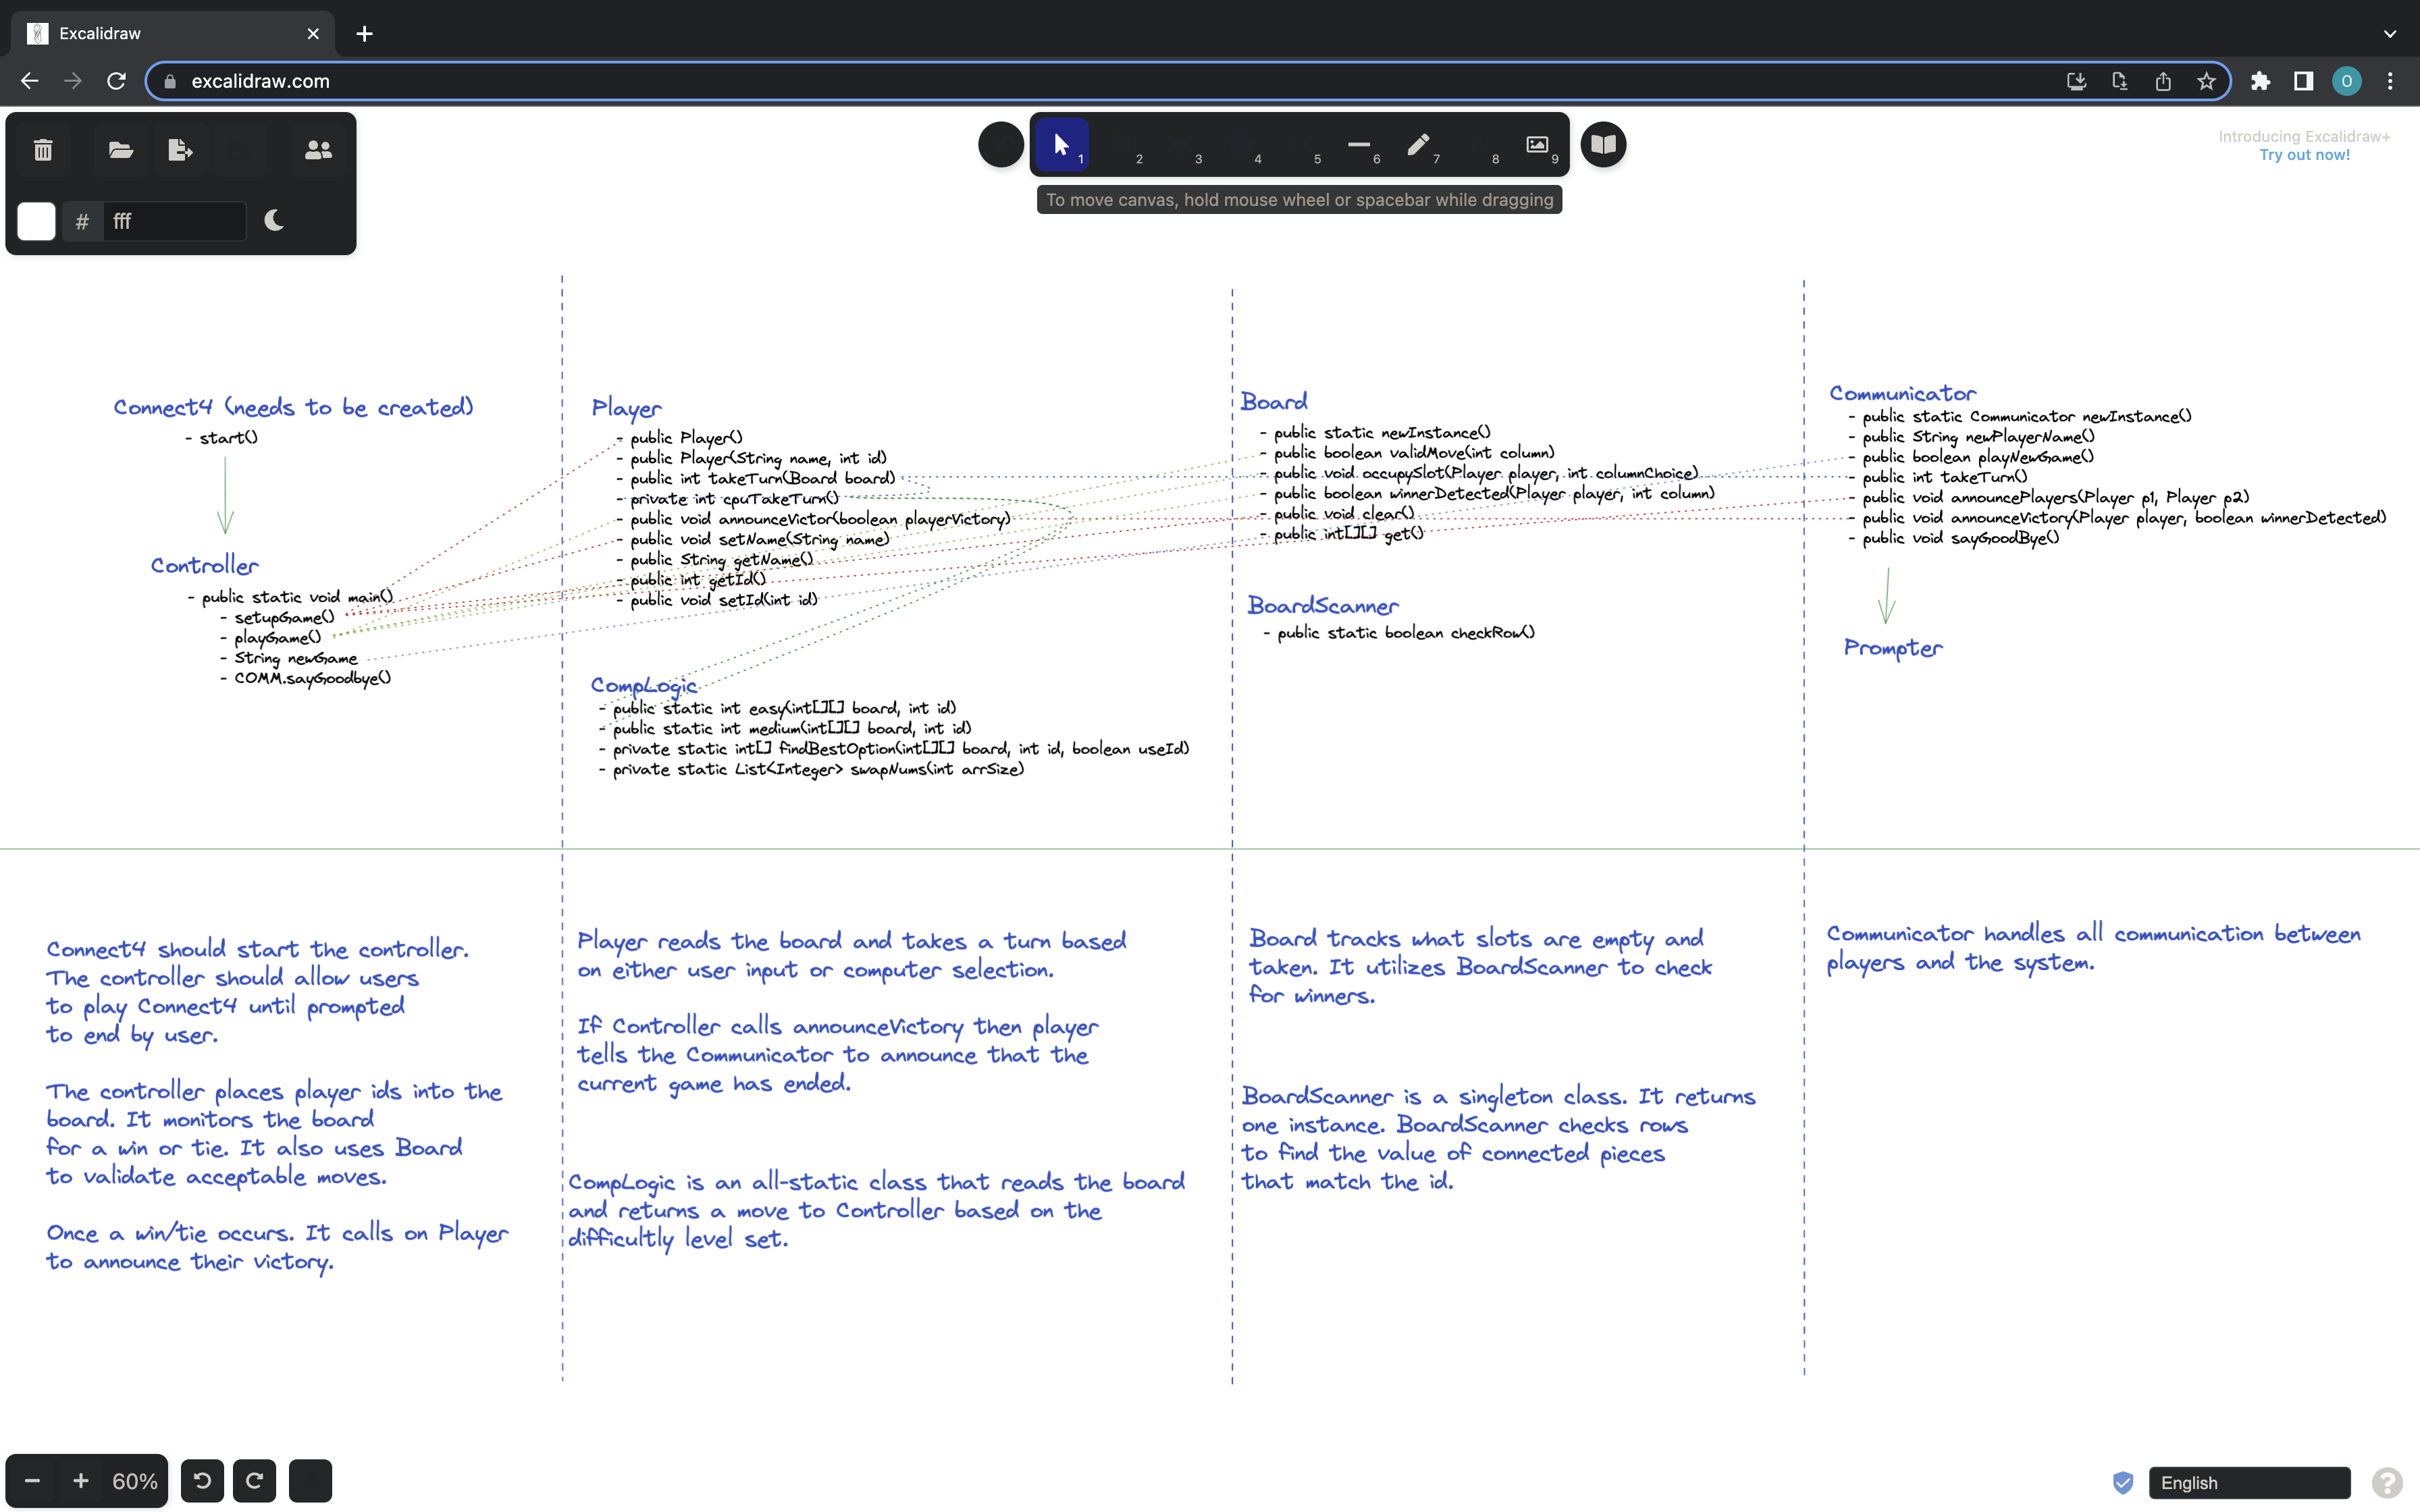 Excalidraw
excalidraw.com
# fff
1
2
3
4
5
6
7
8
9
To move canvas, hold mouse wheel or spacebar while dragging
Introducing Excalidraw+
Try out now!
O
Connect4 (needs to be created)
- start()
Controller
- public static void main()
- setupGame()
- playGame()
- String newGame
- COMM.sayGoodbye()
Player
- public Player()
- public Player(String name, int id)
- public int takeTurn(Board board)
- private int cpuTakeTurn()
- public void announceVictor(boolean playerVictory)
- public void setName(String name)
- public String getName()
- public int getId()
- public void setId(int id)
CompLogic
- public static int easy(int[][] board, int id)
- public static int medium(int[][] board, int id)
- private static int[] findBestOption(int[][] board, int id, boolean useId)
- private static List<Integer> swapNums(int arrSize)
Board
- public static newInstance()
- public boolean validMove(int column)
- public void occupySlot(Player player, int columnChoice)
- public boolean winnerDetected(Player player, int column)
- public void clear()
- public int[][] get()
BoardScanner
- public static boolean checkRow()
Communicator
- public static Communicator newInstance()
- public String newPlayerName()
- public boolean playNewGame()
- public int takeTurn()
- public void announcePlayers(Player p1, Player p2)
- public void announceVictory(Player player, boolean winnerDetected)
- public void sayGoodBye()
Prompter
Connect4 should start the controller.
The controller should allow users
to play Connect4 until prompted
to end by user.
The controller places player ids into the
board. It monitors the board
for a win or tie. It also uses Board
to validate acceptable moves.
Once a win/tie occurs. It calls on Player
to announce their victory.
Player reads the board and takes a turn based
on either user input or computer selection.
If Controller calls announceVictory then player
tells the Communicator to announce that the
current game has ended.
CompLogic is an all-static class that reads the board
and returns a move to Controller based on the
difficultly level set.
Board tracks what slots are empty and
taken. It utilizes BoardScanner to check
for winners.
BoardScanner is a singleton class. It returns
one instance. BoardScanner checks rows
to find the value of connected pieces
that match the id.
Communicator handles all communication between
players and the system.
60%
English